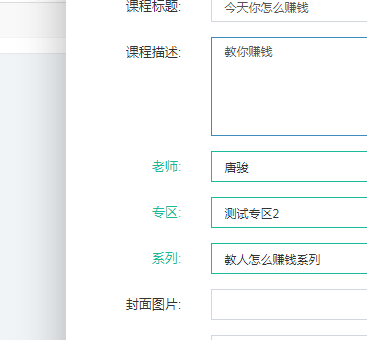 课程标题: 今天你怎么赚钱
课程描述: 教你赚钱
老师: 唐骏
专区: 测试专区2
系列: 教人怎么赚钱系列
封面图片: